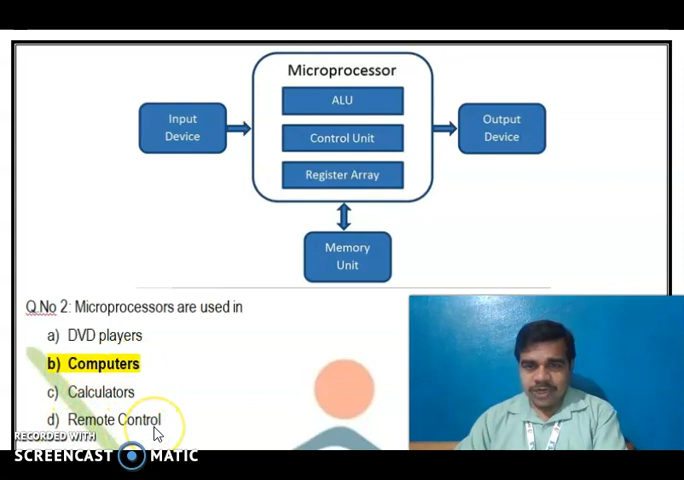 Microprocessor
ALU
Input
Device
Control Unit
Output
Device
Register Array
Memory
Unit
Q.No 2: Microprocessors are used in
a) DVD players
b) Computers
c) Calculators
d) Remote Control
RECORDED WITH
SCREENCAST MATIC